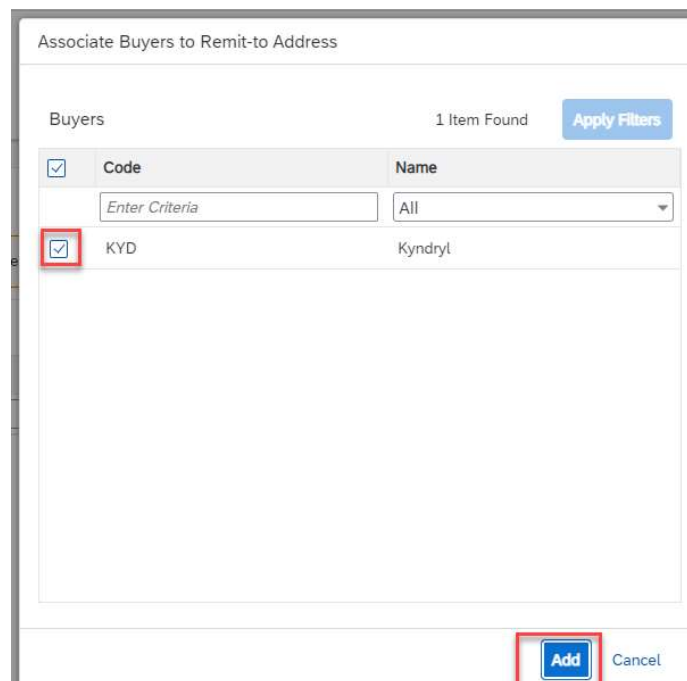 Associate Buyers to Remit-to Address
Buyers 1 Item Found Apply Filters
Code Name
Enter Criteria All
KYD Kyndryl
Add Cancel